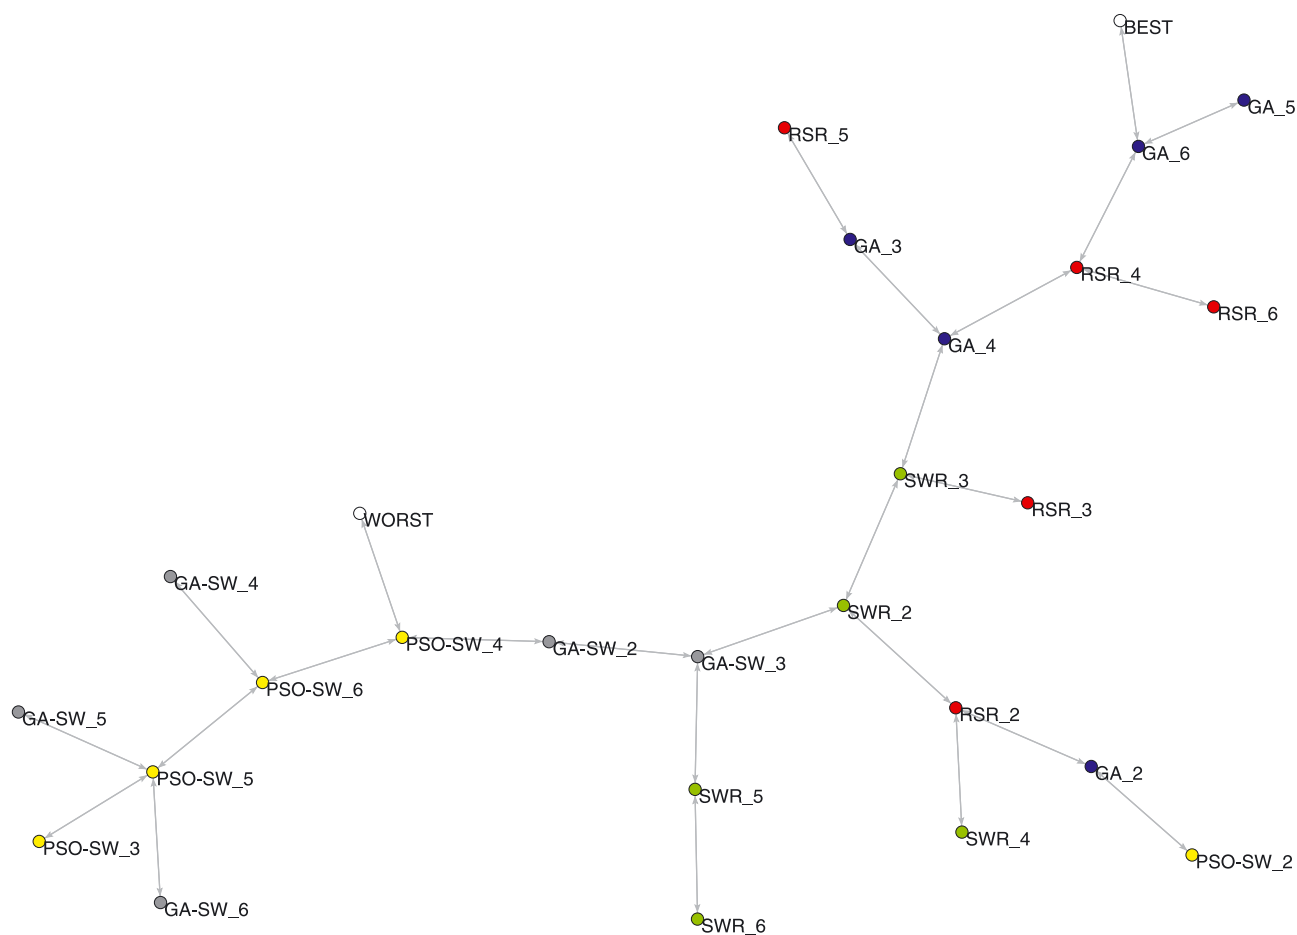 BEST
GA_5
RSR_5
GA_6
GA_3
RSR_4
RSR_6
GA_4
SWR_3
RSR_3
WORST
GA-SW_4
SWR_2
PSO-SW_4
GA-SW_2
GA-SW_3
PSO-SW_6
GA-SW_5
RSR_2
PSO-SW_5
GA_2
SWR_5
SWR_4
PSO-SW_3
PSO-SW_2
GA-SW_6
SWR_6